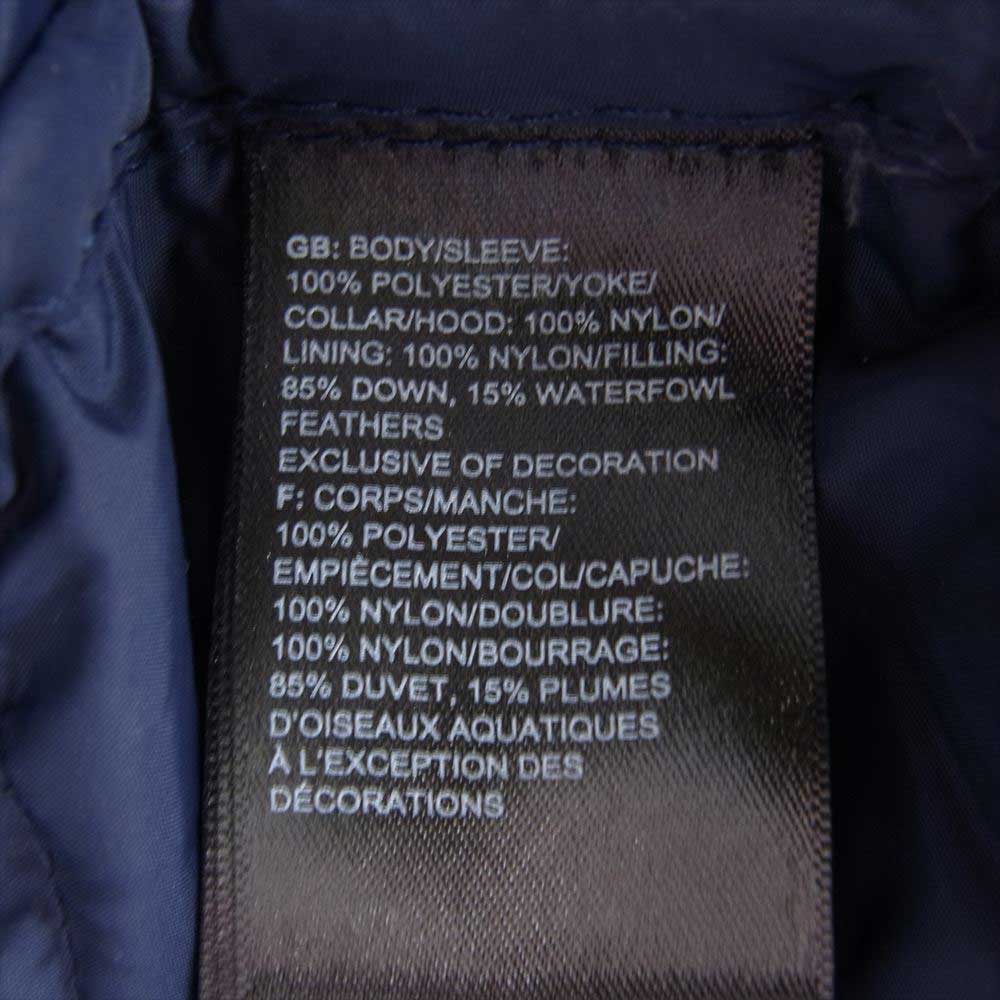 GB: BODY/SLEEVE:
100% POLYESTER/YOKE/
COLLAR/HOOD: 100% NYLON/
LINING: 100% NYLON/FILLING:
85% DOWN, 15% WATERFOWL
FEATHERS
EXCLUSIVE OF DECORATION
F: CORPS/MANCHE:
100% POLYESTER/
EMPIÈCEMENT/COL/CAPUCHE:
100% NYLON/DOUBLURE:
100% NYLON/BOURRAGE:
85% DUVET, 15% PLUMES
D'OISEAUX AQUATIQUES
À L'EXCEPTION DES
DÉCORATIONS